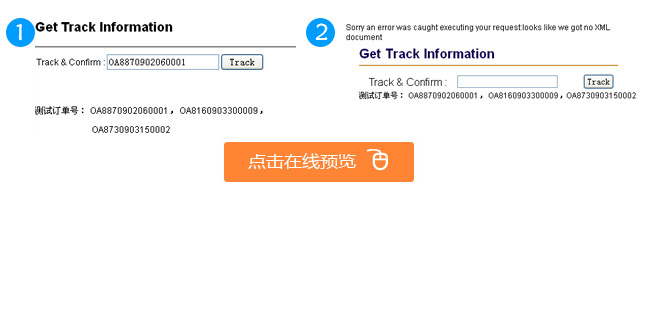 1
Get Track Information
Track & Confirm : OA8870902060001 Track
测试订单号： OA8870902060001， OA8160903300009，
OA8730903150002
2
Sorry an error was caught executing your request:looks like we got no XML
document
Get Track Information
Track & Confirm : Track
测试订单号： OA8870902060001， OA8160903300009，OA8730903150002
点击在线预览